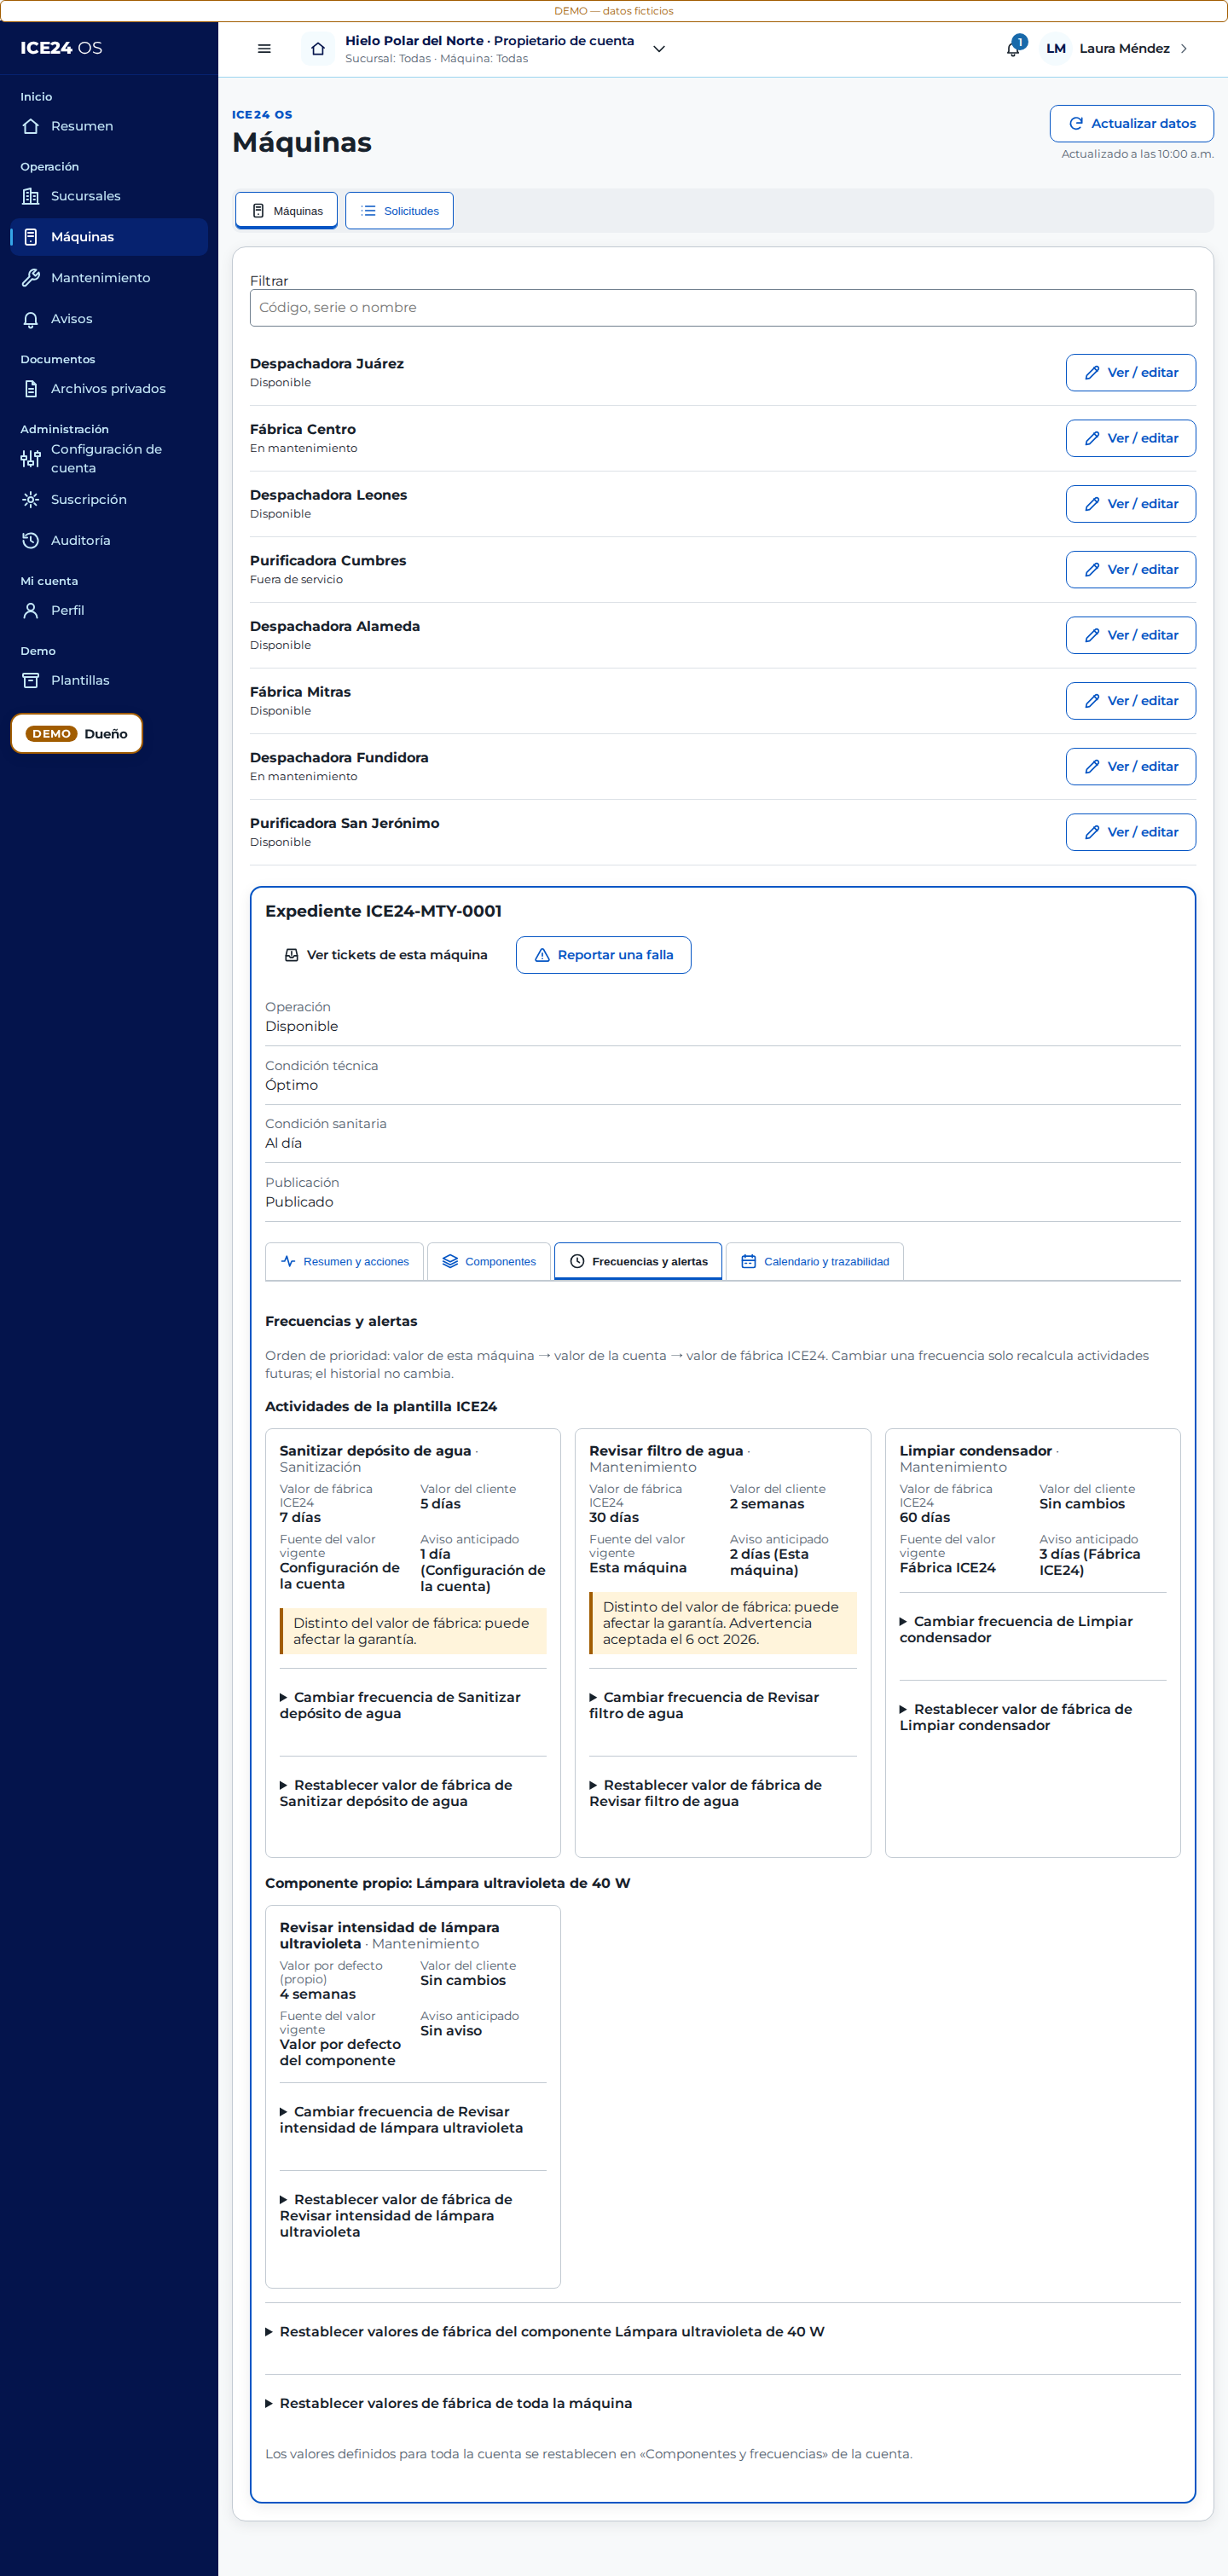 DEMO — datos ficticios
ICE24 OS
Inicio
Resumen
Operación
Sucursales
Máquinas
Mantenimiento
Avisos
Documentos
Archivos privados
Administración
Configuración de
cuenta
Suscripción
Auditoría
Mi cuenta
Perfil
Demo
Plantillas
DEMO Dueño
Hielo Polar del Norte · Propietario de cuenta
Sucursal: Todas · Máquina: Todas
1
LM Laura Méndez
ICE24 OS
Máquinas
Actualizar datos
Actualizado a las 10:00 a.m.
Máquinas
Solicitudes
Filtrar
Código, serie o nombre
Despachadora Juárez
Disponible
Ver / editar
Fábrica Centro
En mantenimiento
Ver / editar
Despachadora Leones
Disponible
Ver / editar
Purificadora Cumbres
Fuera de servicio
Ver / editar
Despachadora Alameda
Disponible
Ver / editar
Fábrica Mitras
Disponible
Ver / editar
Despachadora Fundidora
En mantenimiento
Ver / editar
Purificadora San Jerónimo
Disponible
Ver / editar
Expediente ICE24-MTY-0001
Ver tickets de esta máquina
Reportar una falla
Operación
Disponible
Condición técnica
Óptimo
Condición sanitaria
Al día
Publicación
Publicado
Resumen y acciones
Componentes
Frecuencias y alertas
Calendario y trazabilidad
Frecuencias y alertas
Orden de prioridad: valor de esta máquina → valor de la cuenta → valor de fábrica ICE24. Cambiar una frecuencia solo recalcula actividades
futuras; el historial no cambia.
Actividades de la plantilla ICE24
Sanitizar depósito de agua ·
Sanitización
Valor de fábrica
ICE24
7 días
Valor del cliente
5 días
Fuente del valor
vigente
Configuración de
la cuenta
Aviso anticipado
1 día
(Configuración de
la cuenta)
Distinto del valor de fábrica: puede
afectar la garantía.
Cambiar frecuencia de Sanitizar
depósito de agua
Restablecer valor de fábrica de
Sanitizar depósito de agua
Revisar filtro de agua ·
Mantenimiento
Valor de fábrica
ICE24
30 días
Valor del cliente
2 semanas
Fuente del valor
vigente
Esta máquina
Aviso anticipado
2 días (Esta
máquina)
Distinto del valor de fábrica: puede
afectar la garantía. Advertencia
aceptada el 6 oct 2026.
Cambiar frecuencia de Revisar
filtro de agua
Restablecer valor de fábrica de
Revisar filtro de agua
Limpiar condensador ·
Mantenimiento
Valor de fábrica
ICE24
60 días
Valor del cliente
Sin cambios
Fuente del valor
vigente
Fábrica ICE24
Aviso anticipado
3 días (Fábrica
ICE24)
Cambiar frecuencia de Limpiar
condensador
Restablecer valor de fábrica de
Limpiar condensador
Componente propio: Lámpara ultravioleta de 40 W
Revisar intensidad de lámpara
ultravioleta · Mantenimiento
Valor por defecto
(propio)
4 semanas
Valor del cliente
Sin cambios
Fuente del valor
vigente
Valor por defecto
del componente
Aviso anticipado
Sin aviso
Cambiar frecuencia de Revisar
intensidad de lámpara ultravioleta
Restablecer valor de fábrica de
Revisar intensidad de lámpara
ultravioleta
Restablecer valores de fábrica del componente Lámpara ultravioleta de 40 W
Restablecer valores de fábrica de toda la máquina
Los valores definidos para toda la cuenta se restablecen en «Componentes y frecuencias» de la cuenta.